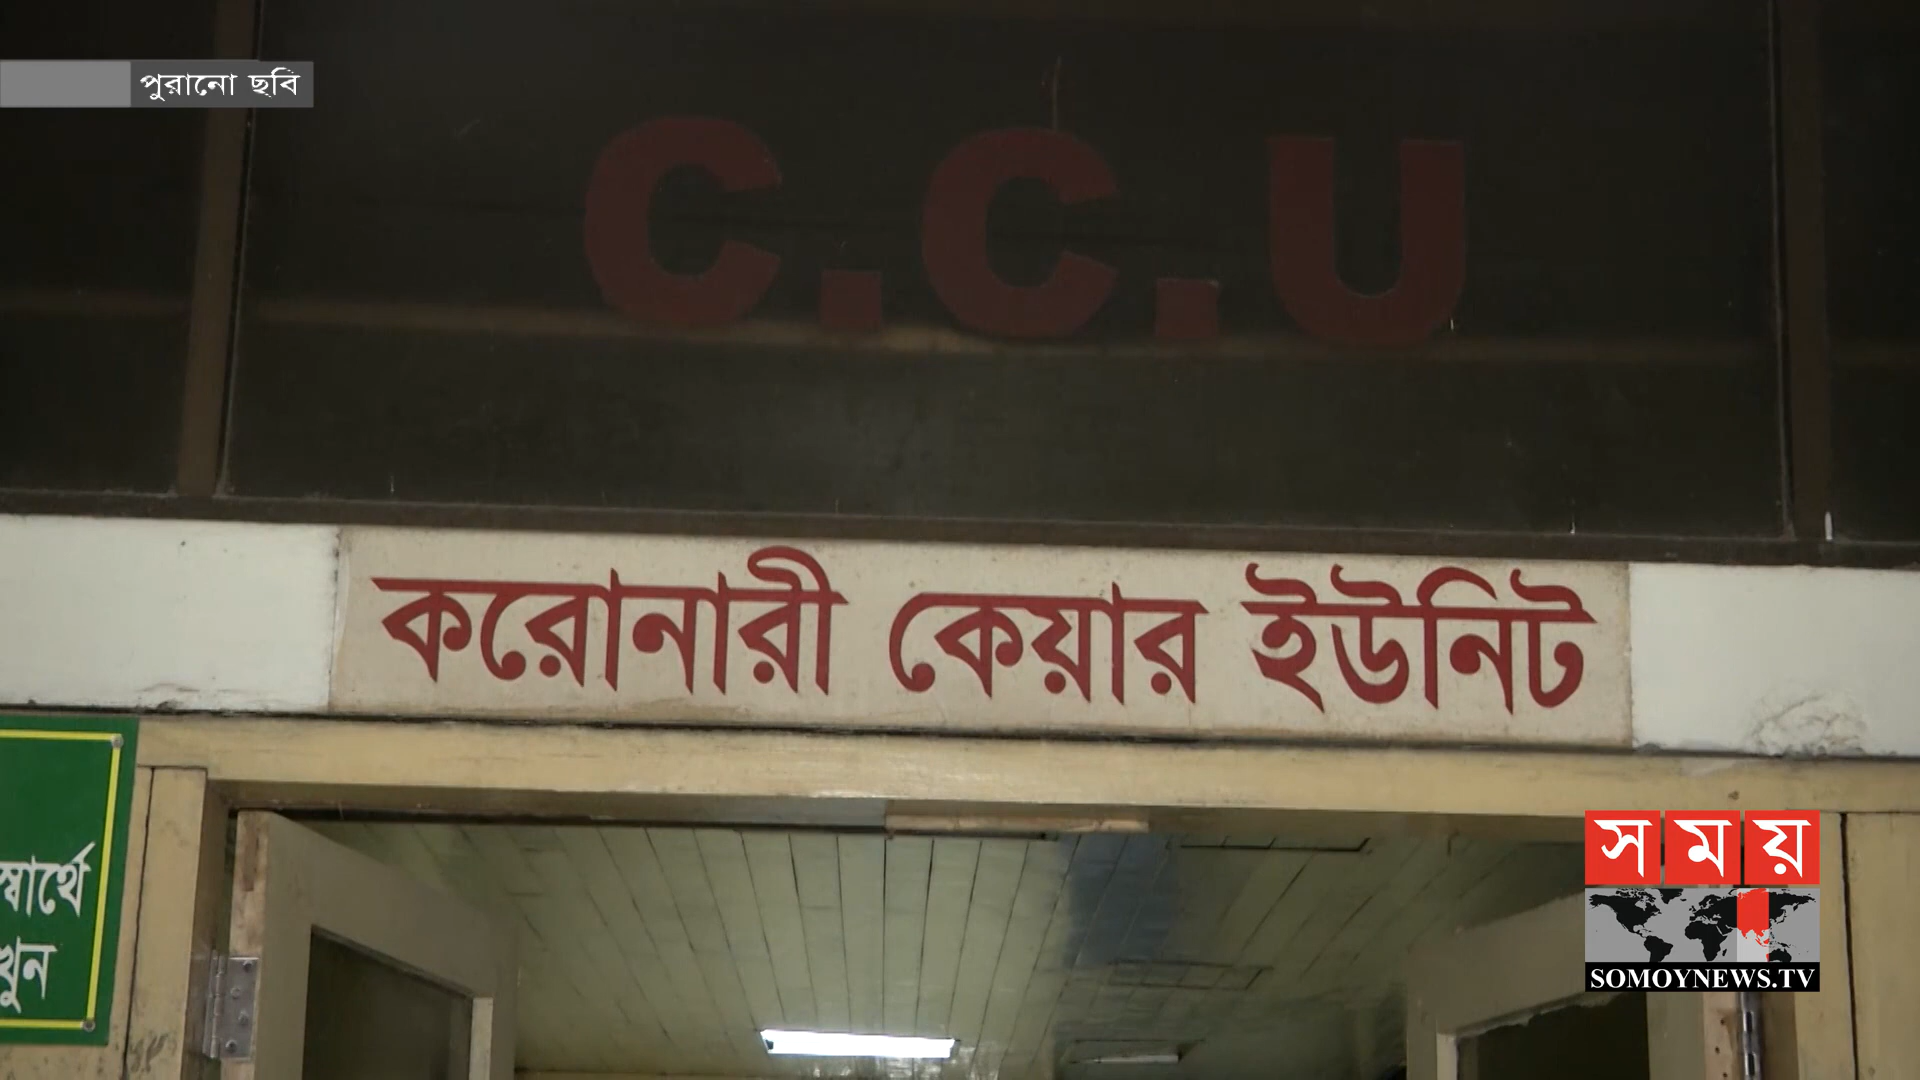 পুরানো ছবি
C.C.U
করোনারী কেয়ার ইউনিট
স্বার্থে
সময়
SOMOYNEWS.TV